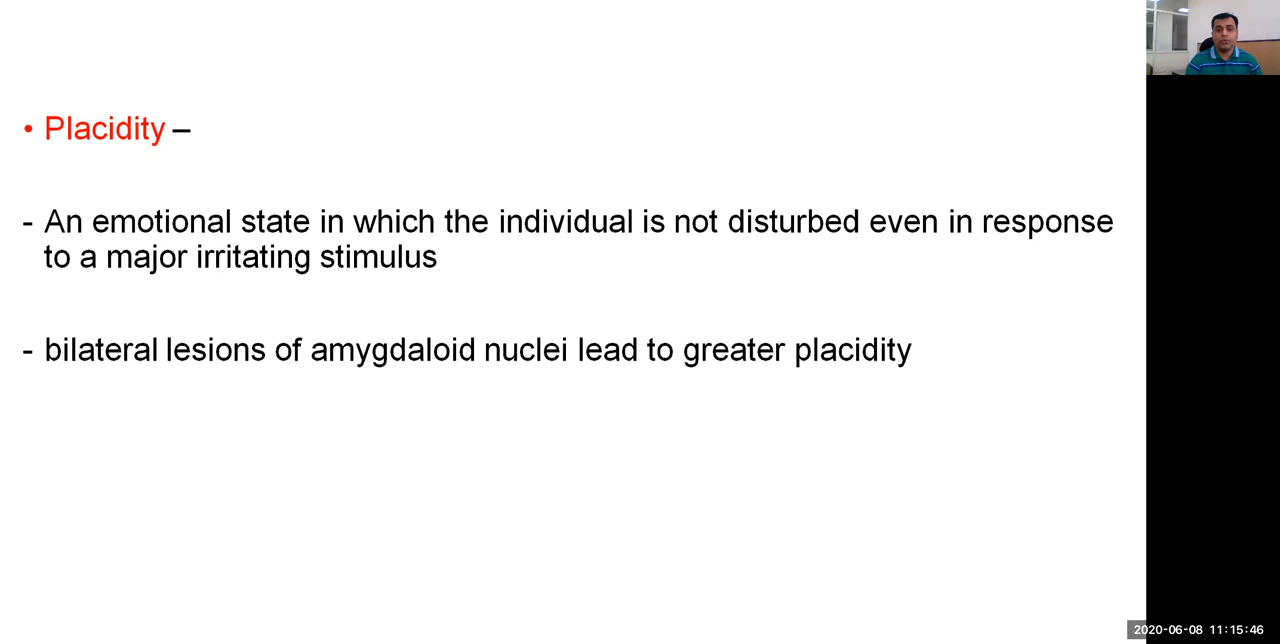 • Placidity –
- An emotional state in which the individual is not disturbed even in response
to a major irritating stimulus
- bilateral lesions of amygdaloid nuclei lead to greater placidity
2020-06-08 11:15:46